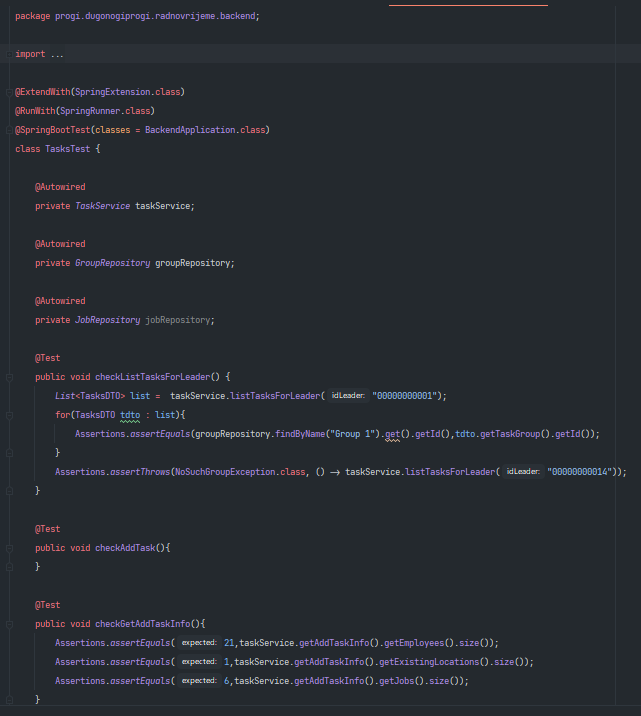 package progi.dugonogiprogi.radnovrijeme.backend;
import ...
@ExtendWith(SpringExtension.class)
@RunWith(SpringRunner.class)
@SpringBootTest(classes = BackendApplication.class)
class TasksTest {
@Autowired
private TaskService taskService;
@Autowired
private GroupRepository groupRepository;
@Autowired
private JobRepository jobRepository;
@Test
public void checkListTasksForLeader() {
List<TasksDTO> list =  taskService.listTasksForLeader( idLeader: "00000000001");
for(TasksDTO tdto : list){
Assertions.assertEquals(groupRepository.findByName("Group 1").get().getId(),tdto.getTaskGroup().getId());
}
Assertions.assertThrows(NoSuchGroupException.class, () -> taskService.listTasksForLeader( idLeader: "00000000014"));
}
@Test
public void checkAddTask(){
}
@Test
public void checkGetAddTaskInfo(){
Assertions.assertEquals( expected: 21,taskService.getAddTaskInfo().getEmployees().size());
Assertions.assertEquals( expected: 1,taskService.getAddTaskInfo().getExistingLocations().size());
Assertions.assertEquals( expected: 6,taskService.getAddTaskInfo().getJobs().size());
}